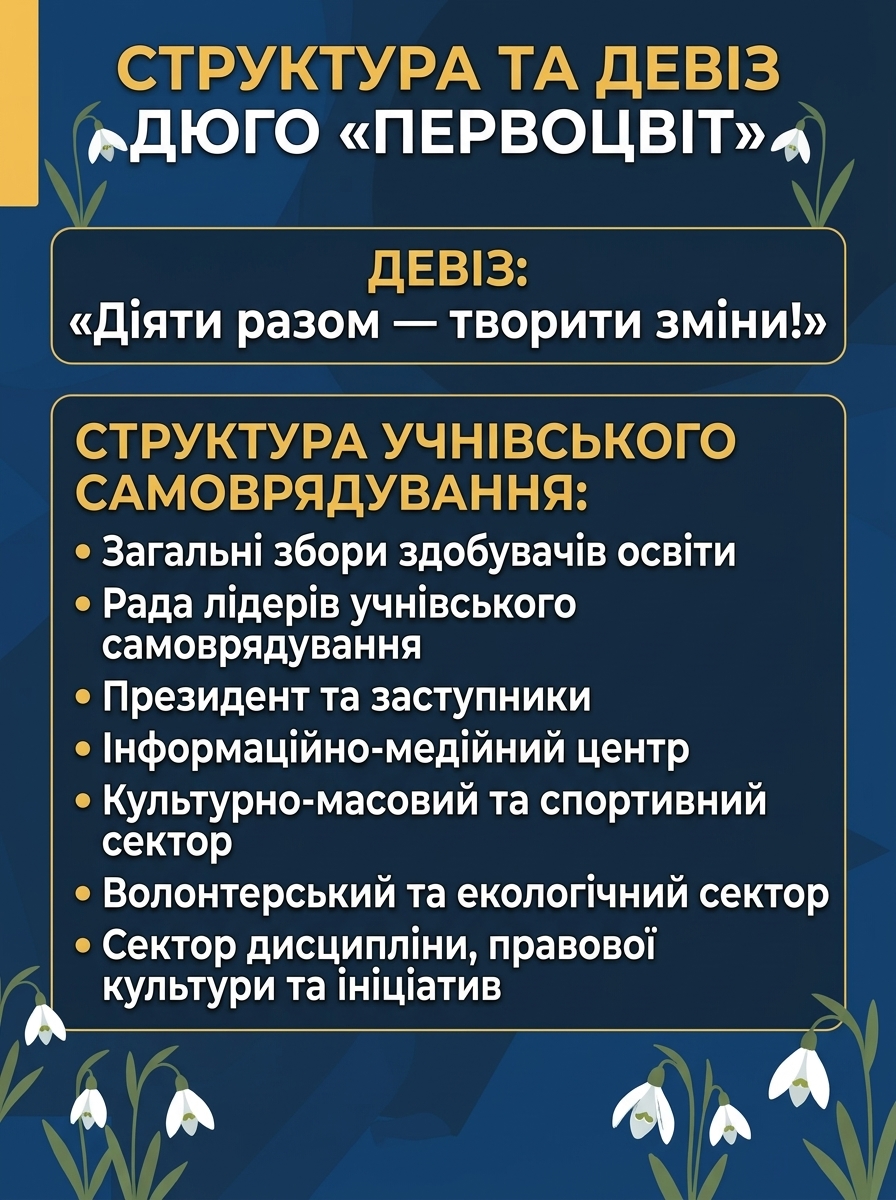 СТРУКТУРА ТА ДЕВІЗ
ДЮГО «ПЕРВОЦВІТ»
ДЕВІЗ:
«Діяти разом — творити зміни!»
СТРУКТУРА УЧНІВСЬКОГО
САМОВРЯДУВАННЯ:
• Загальні збори здобувачів освіти
• Рада лідерів учнівського
самоврядування
• Президент та заступники
• Інформаційно-медійний центр
• Культурно-масовий та спортивний
сектор
• Волонтерський та екологічний сектор
• Сектор дисципліни, правової
культури та ініціатив